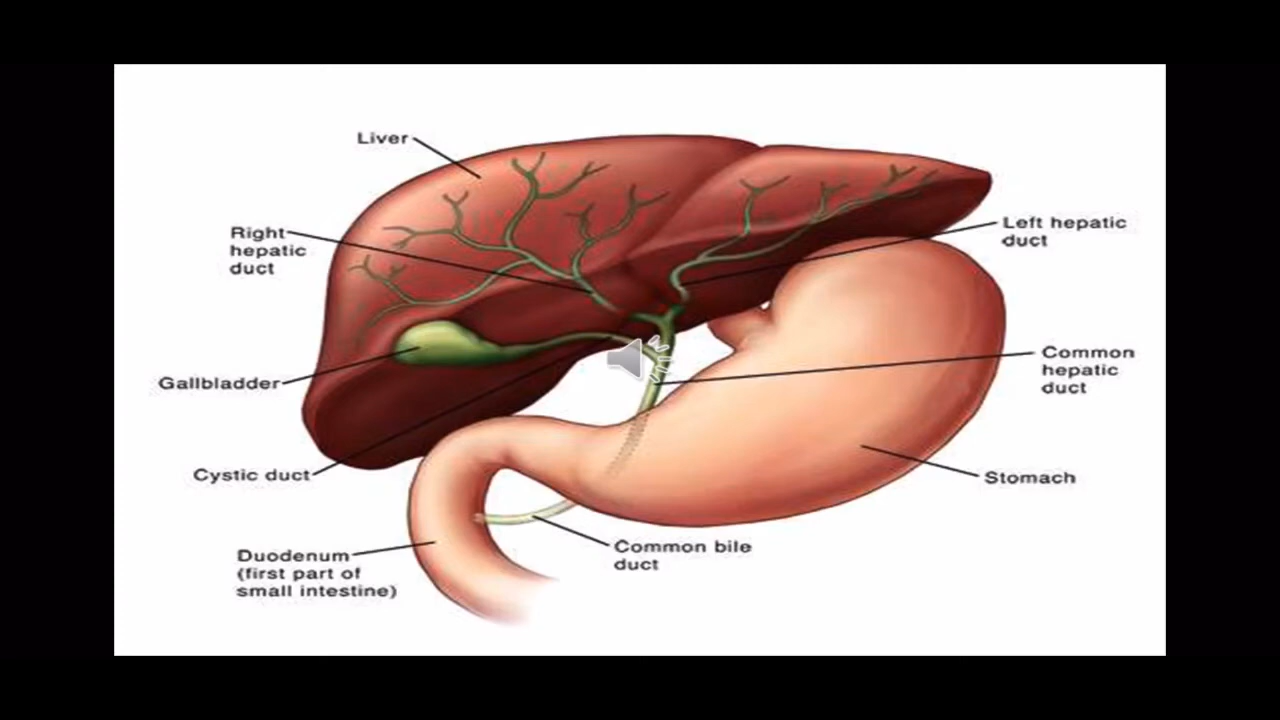 Liver
Right
hepatic
duct
Left hepatic
duct
Common
hepatic
duct
Gallbladder
Cystic duct
Stomach
Common bile
duct
Duodenum
(first part of
small intestine)